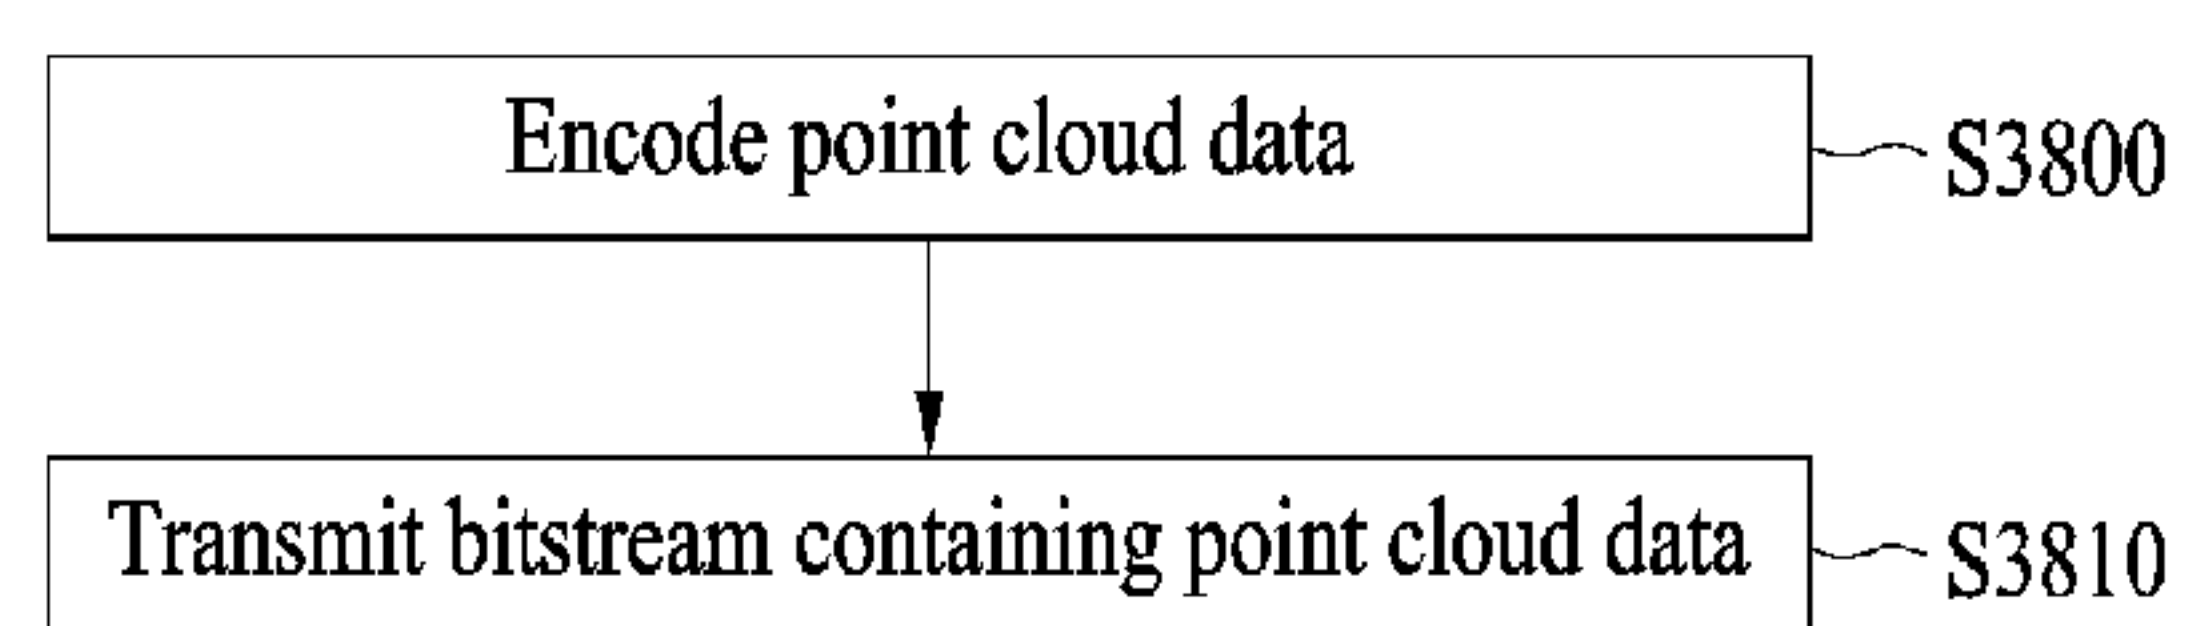 Encode point cloud data
S3800
Transmit bitstream containing point cloud data
S3810